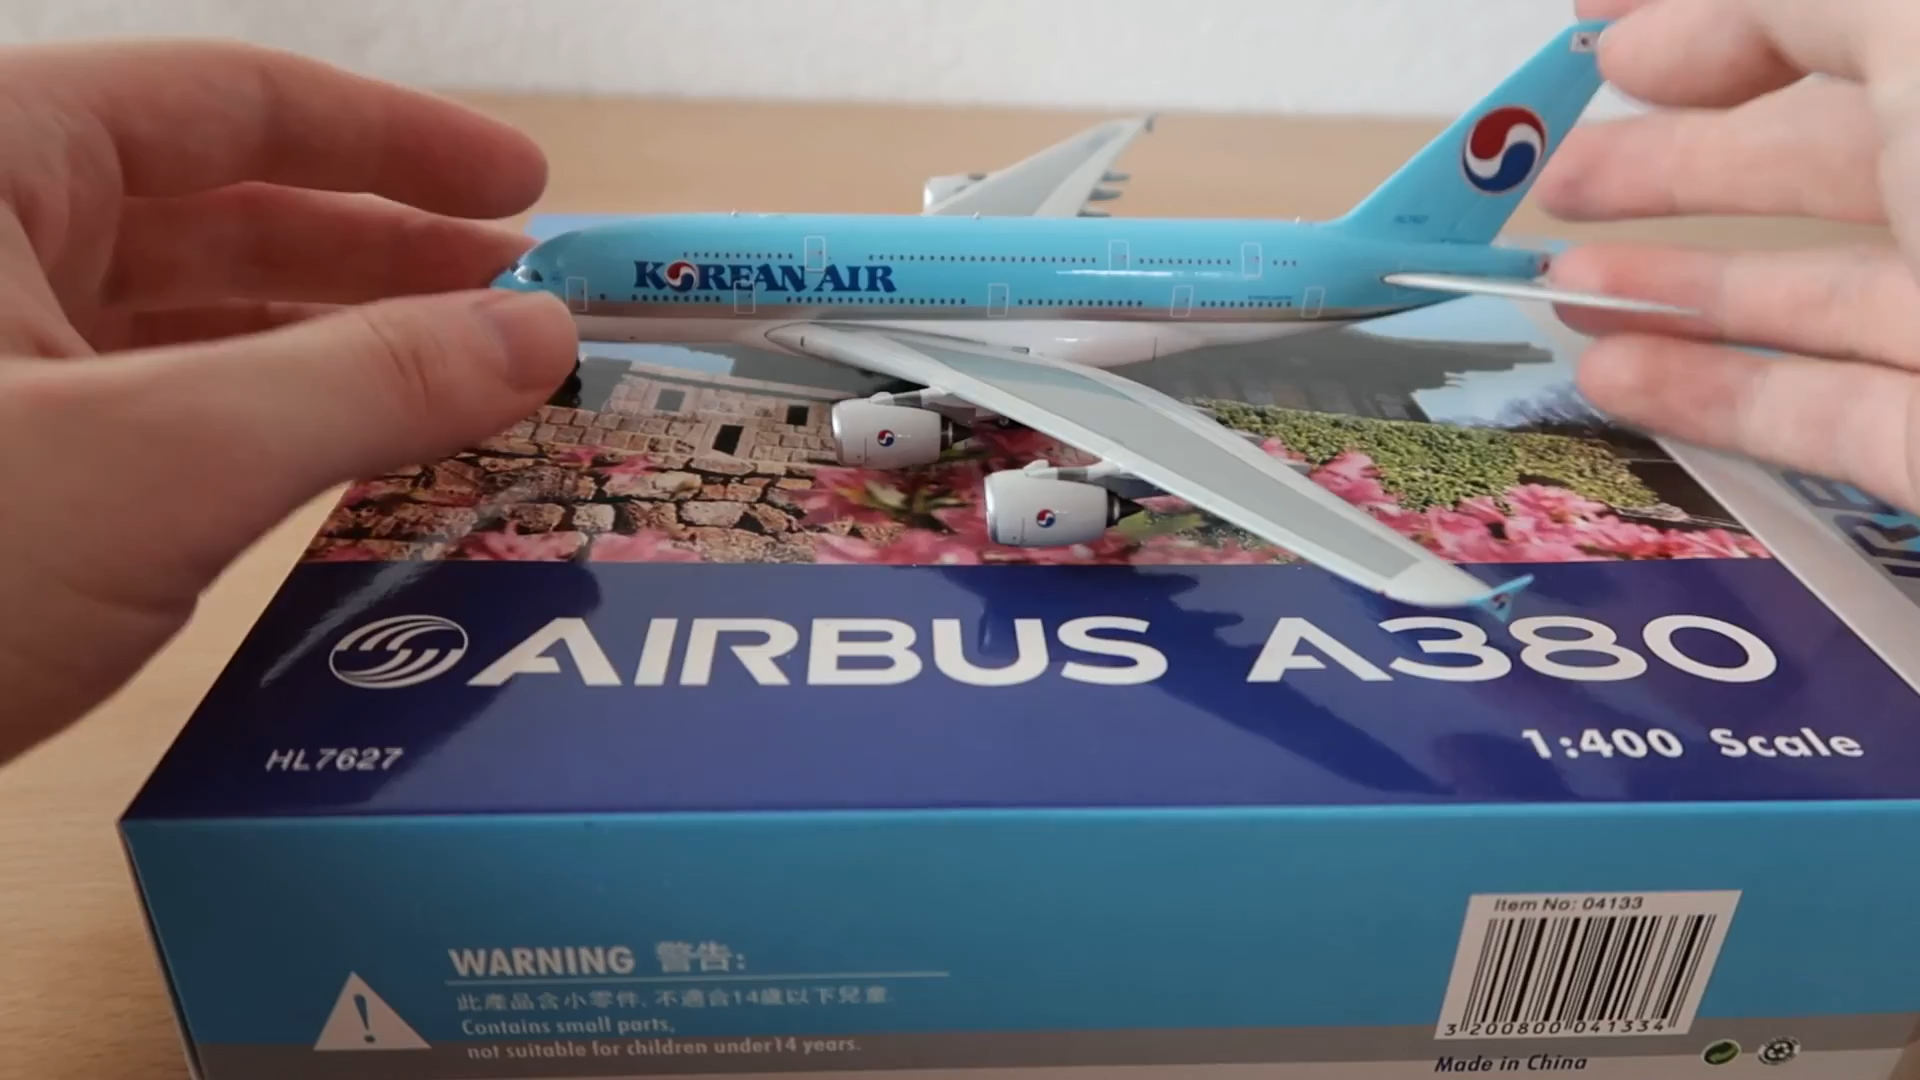 KOREAN AIR
HL7627
AIRBUS A380
HL7627
1:400 Scale
WARNING 警告:
此產品含小零件, 不適合14歲以下兒童.
Contains small parts,
not suitable for children under14 years.
Item No: 04133
3 200800 041334
Made in China